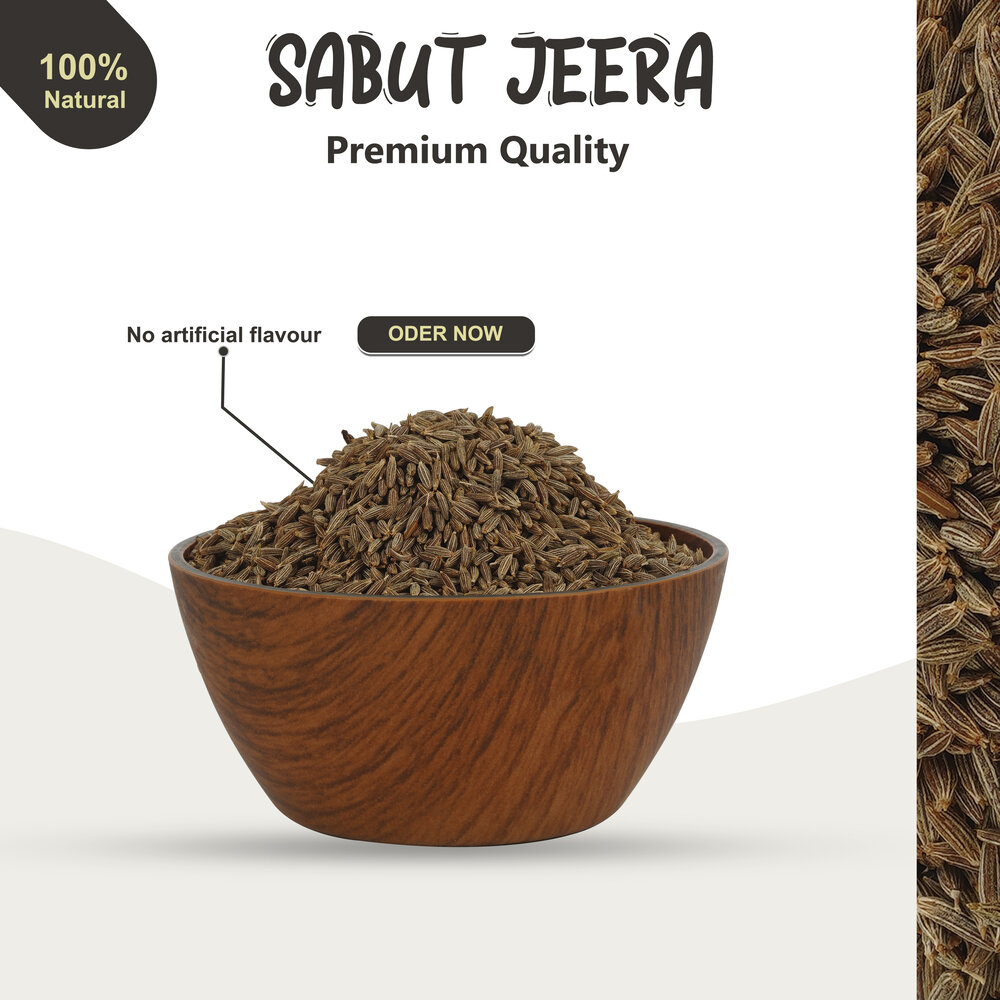 100%
Natural
SABUT JEERA
Premium Quality
No artificial flavour
ODER NOW